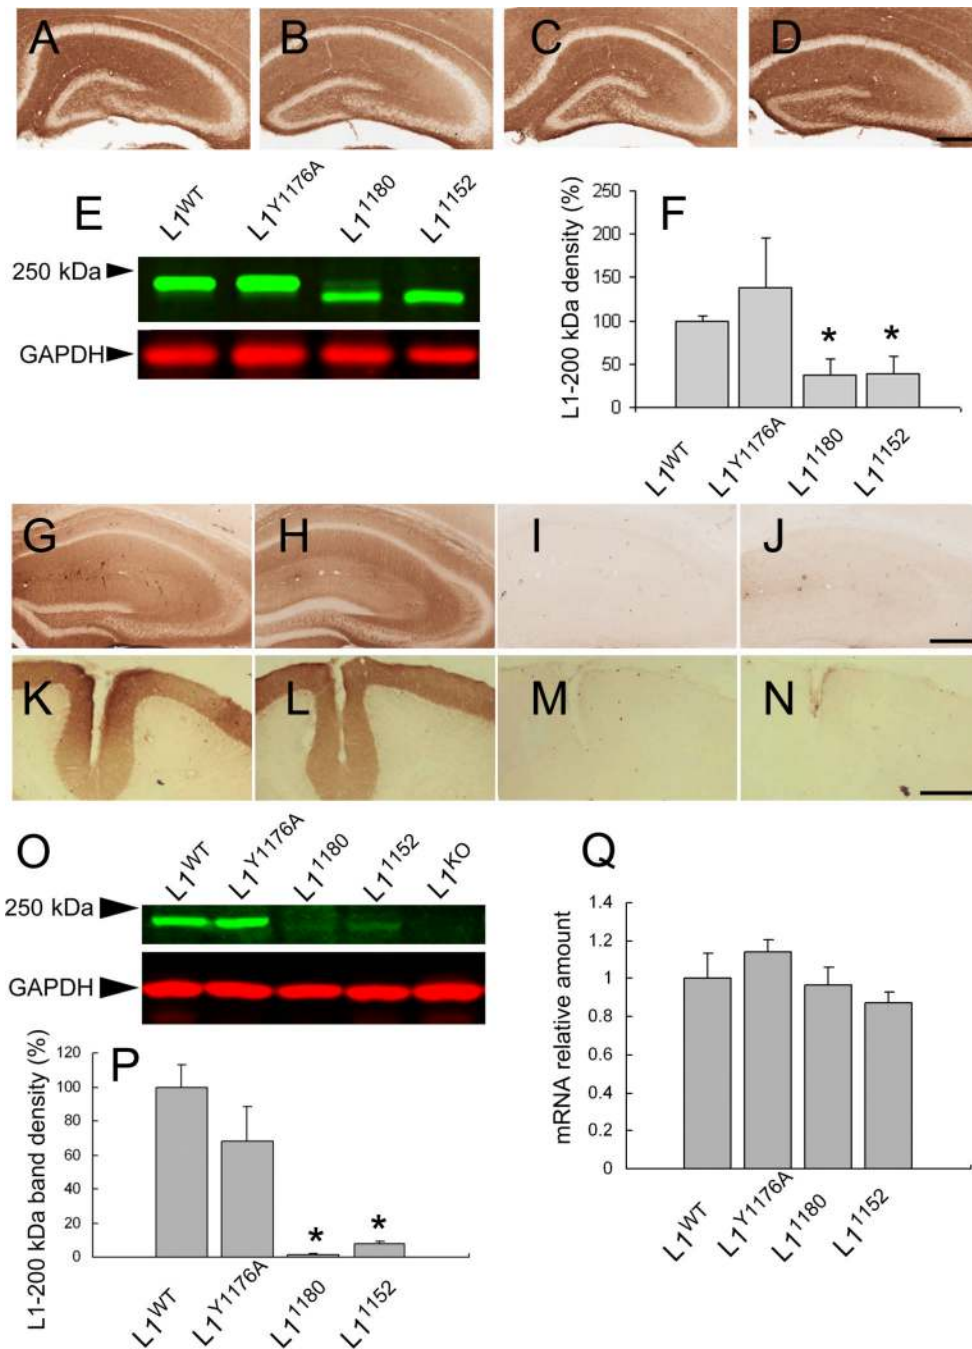 A
B
C
D
E
L1WT
L1Y1176A
L11180
L11152
250 kDa
GAPDH
F
L1-200 kDa density (%)
250
200
150
100
50
0
L1WT
L1Y1176A
L11180
L11152
G
H
I
J
K
L
M
N
O
L1WT
L1Y1176A
L11180
L11152
L1KO
250 kDa
GAPDH
P
L1-200 kDa band density (%)
120
100
80
60
40
20
0
*
*
L1WT
L1Y1176A
L11180
L11152
Q
mRNA relative amount
1.4
1.2
1
0.8
0.6
0.4
0.2
0
L1WT
L1Y1176A
L11180
L11152